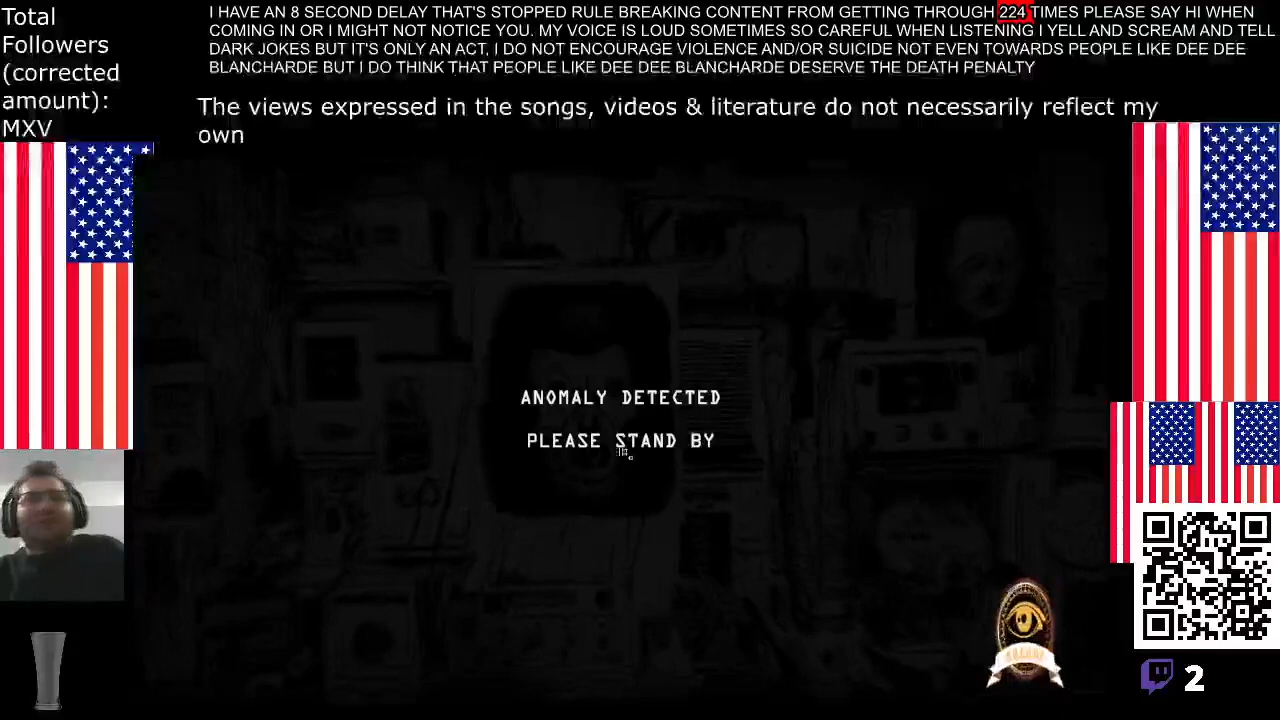 Total
Followers
(corrected
amount):
MXV
I HAVE AN 8 SECOND DELAY THAT'S STOPPED RULE BREAKING CONTENT FROM GETTING THROUGH 224 TIMES PLEASE SAY HI WHEN
COMING IN OR I MIGHT NOT NOTICE YOU. MY VOICE IS LOUD SOMETIMES SO CAREFUL WHEN LISTENING I YELL AND SCREAM AND TELL
DARK JOKES BUT IT'S ONLY AN ACT, I DO NOT ENCOURAGE VIOLENCE AND/OR SUICIDE NOT EVEN TOWARDS PEOPLE LIKE DEE DEE
BLANCHARDE BUT I DO THINK THAT PEOPLE LIKE DEE DEE BLANCHARDE DESERVE THE DEATH PENALTY
The views expressed in the songs, videos & literature do not necessarily reflect my
own
ANOMALY DETECTED
PLEASE STAND BY
2